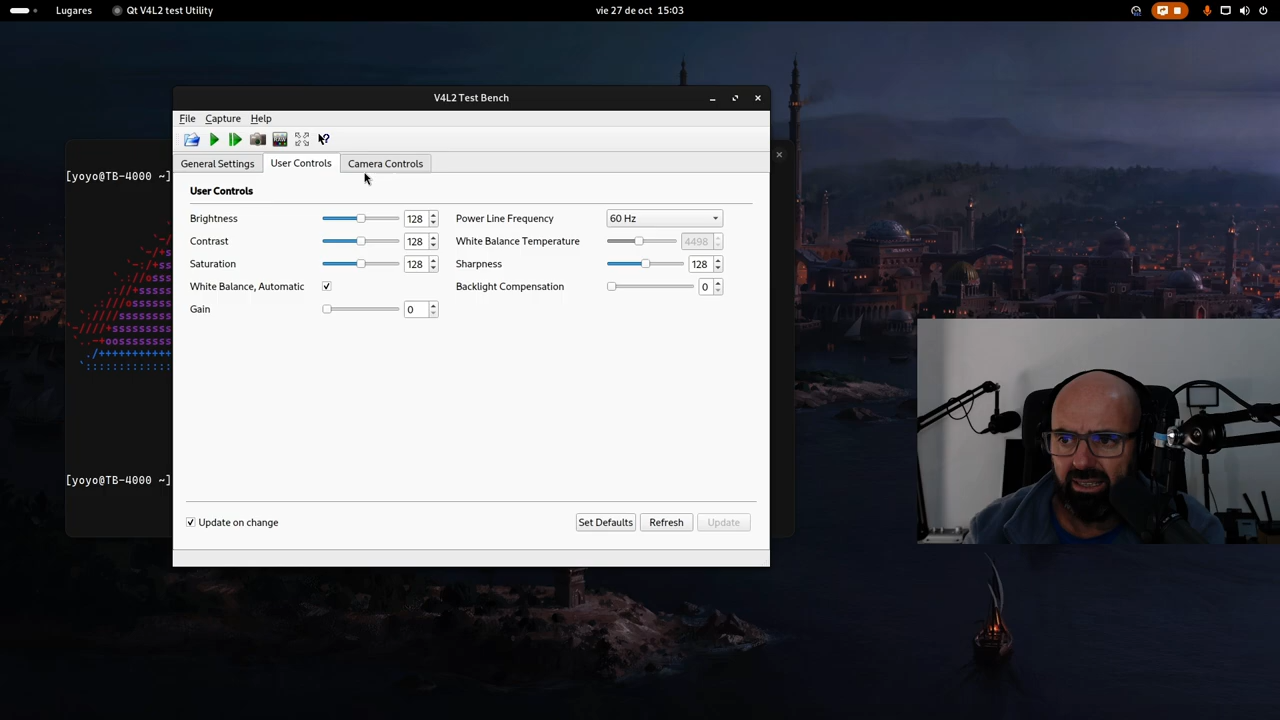 Lugares
Qt V4L2 test Utility
vie 27 de oct 15:03
V4L2 Test Bench
File Capture Help
General Settings User Controls Camera Controls
[yoyo@TB-4000 ~]
User Controls
Brightness 128 Power Line Frequency 60 Hz
Contrast 128 White Balance Temperature 4498
Saturation 128 Sharpness 128
White Balance, Automatic Backlight Compensation 0
Gain 0
[yoyo@TB-4000 ~]
Update on change Set Defaults Refresh Update